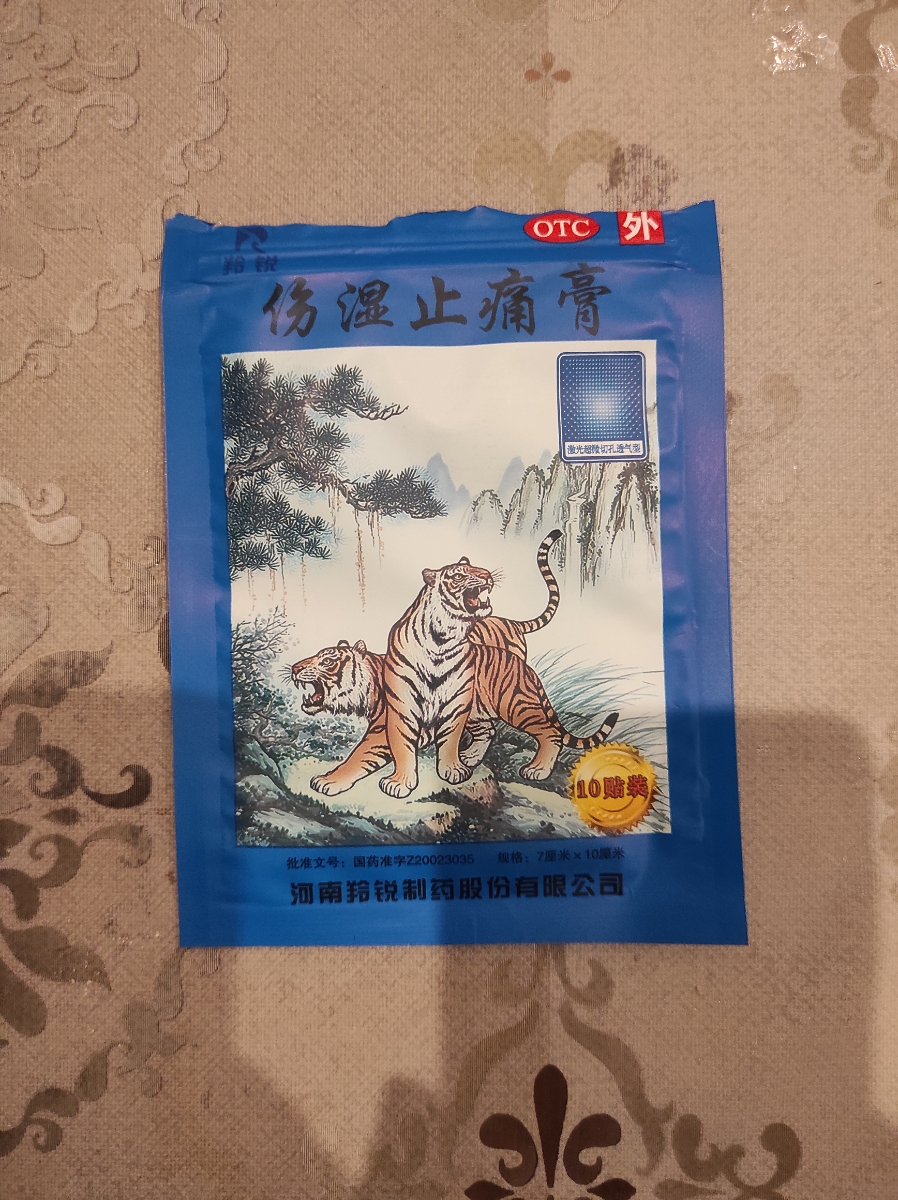 OTC
外
羚锐
伤湿止痛膏
激光超微切孔透气型
10贴装
批准文号：国药准字Z20023035 规格：7厘米×10厘米
河南羚锐制药股份有限公司